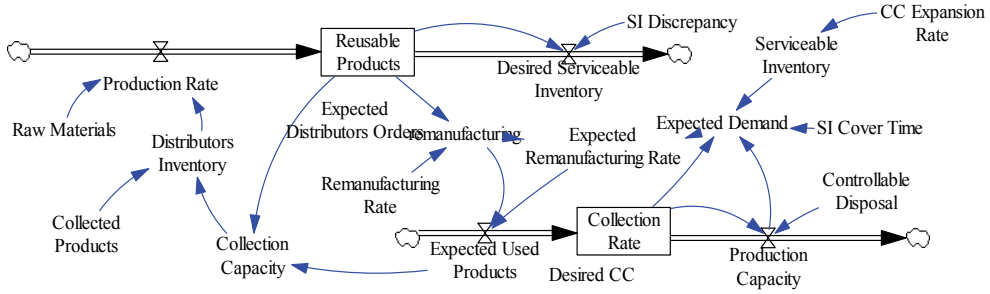 Reusable
Products
Production Rate
Raw Materials
Distributors
Inventory
Collected
Products
Collection
Capacity
Expected
Distributors Orders
remanufacturing
Remanufacturing
Rate
Expected
Remanufacturing Rate
SI Discrepancy
Desired Serviceable
Inventory
CC Expansion
Rate
Serviceable
Inventory
Expected Demand
SI Cover Time
Controllable
Disposal
Expected Used
Products
Collection
Rate
Desired CC
Production
Capacity